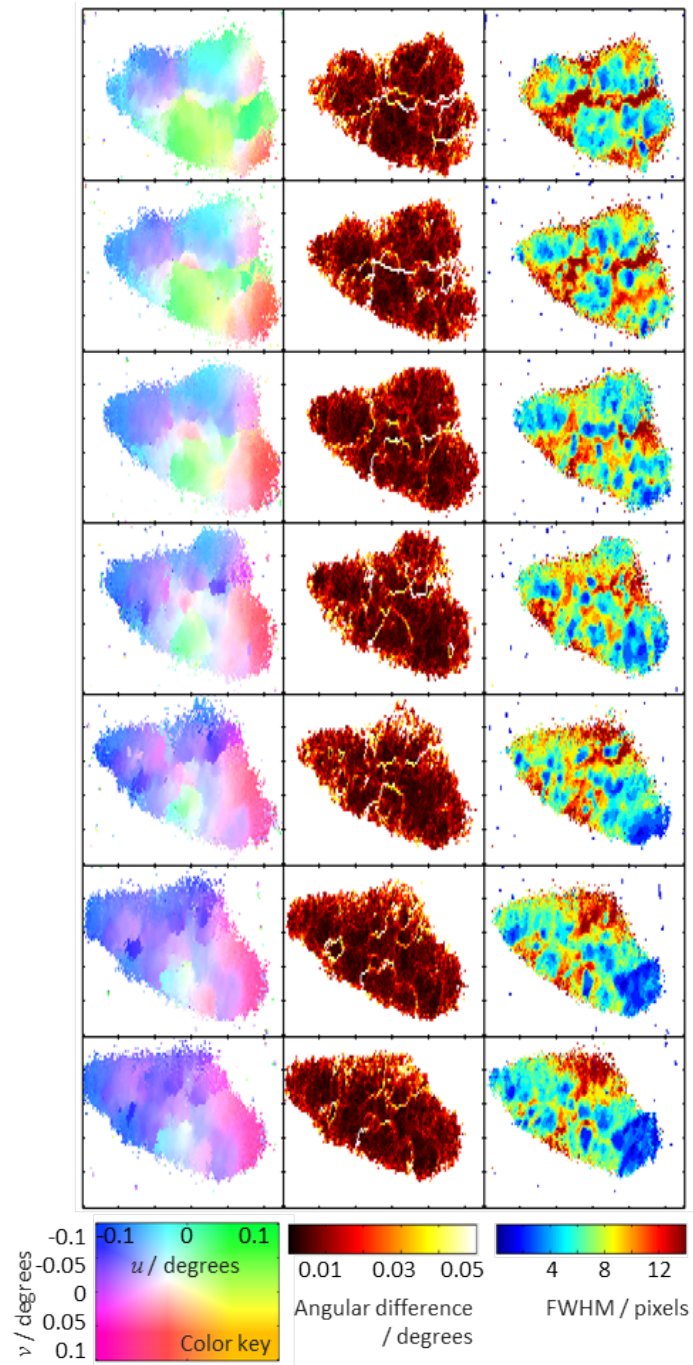 -0.1
-0.05
0
0.05
0.1
v / degrees
-0.1 0 0.1
u / degrees
Color key
0.01 0.03 0.05
Angular difference
/ degrees
4 8 12
FWHM / pixels